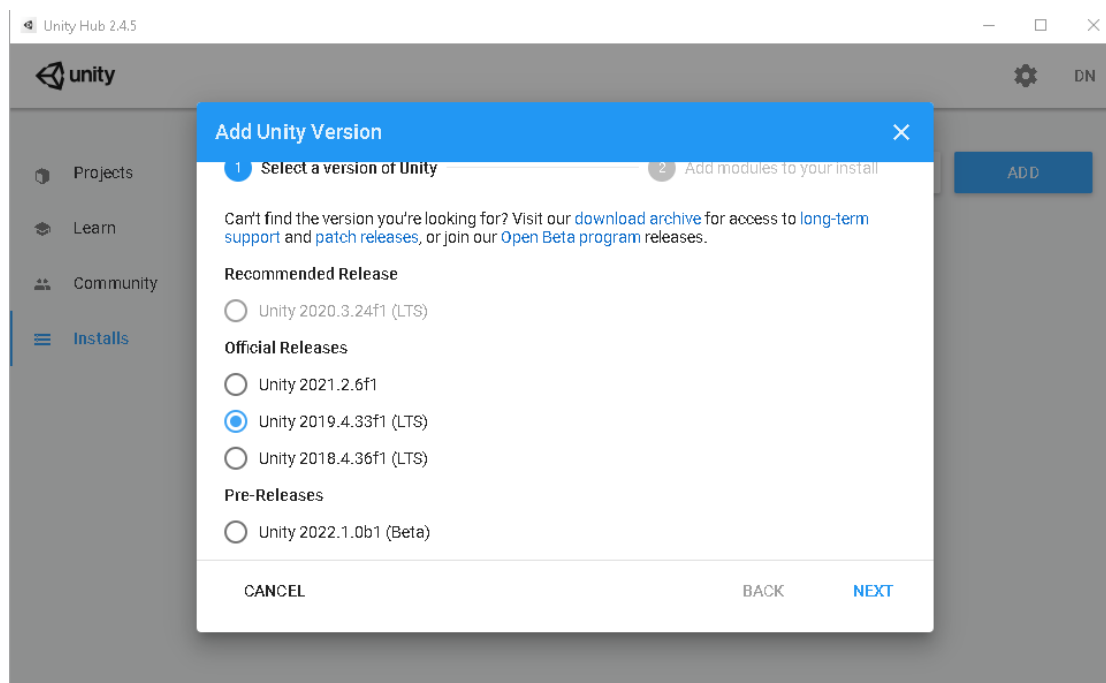 Unity Hub 2.4.5
unity
DN
Add Unity Version
1 Select a version of Unity
2 Add modules to your install
Projects
ADD
Learn
Can't find the version you're looking for? Visit our download archive for access to long-term
support and patch releases, or join our Open Beta program releases.
Recommended Release
Community
Unity 2020.3.24f1 (LTS)
Installs
Official Releases
Unity 2021.2.6f1
Unity 2019.4.33f1 (LTS)
Unity 2018.4.36f1 (LTS)
Pre-Releases
Unity 2022.1.0b1 (Beta)
CANCEL
BACK
NEXT